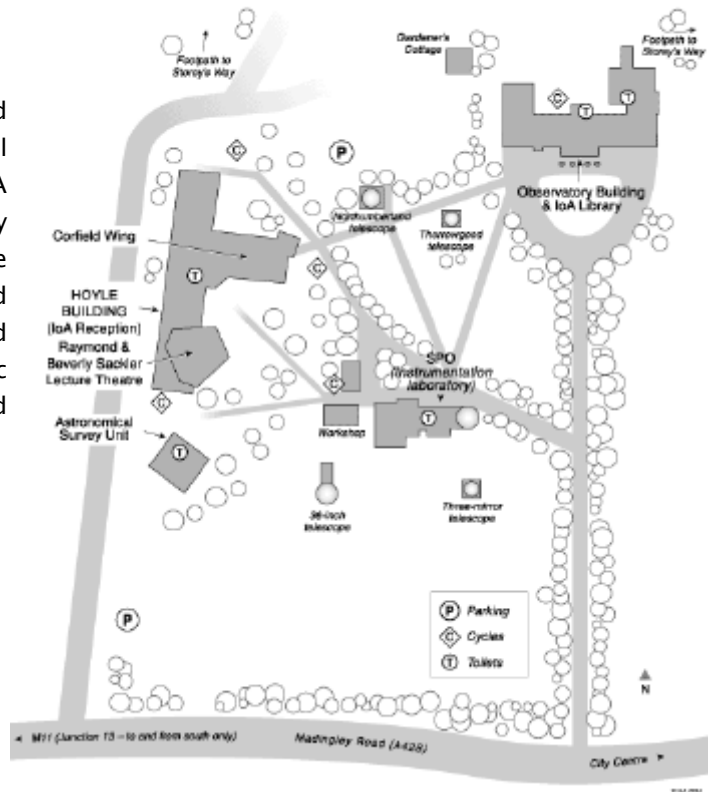 Gardener's
Cottage
Footpath to
Storey's Way
Footpath to
Storey's Way
d
l
A
y
e
d
d
c
d
C
T
T
C
P
Observatory Building
& IoA Library
Northumberland
telescope
Thorrowgood
telescope
Corfield Wing
C
T
HOYLE
BUILDING
(IoA Reception)
Raymond &
Beverly Sackler
Lecture Theatre
SPO
(Instrumentation
laboratory)
C
C
T
Workshop
Astronomical
Survey Unit
T
36-inch
telescope
Three-mirror
telescope
P
P Parking
C Cycles
T Toilets
N
M11 (Junction 13 – to and from south only)
Madingley Road (A428)
City Centre